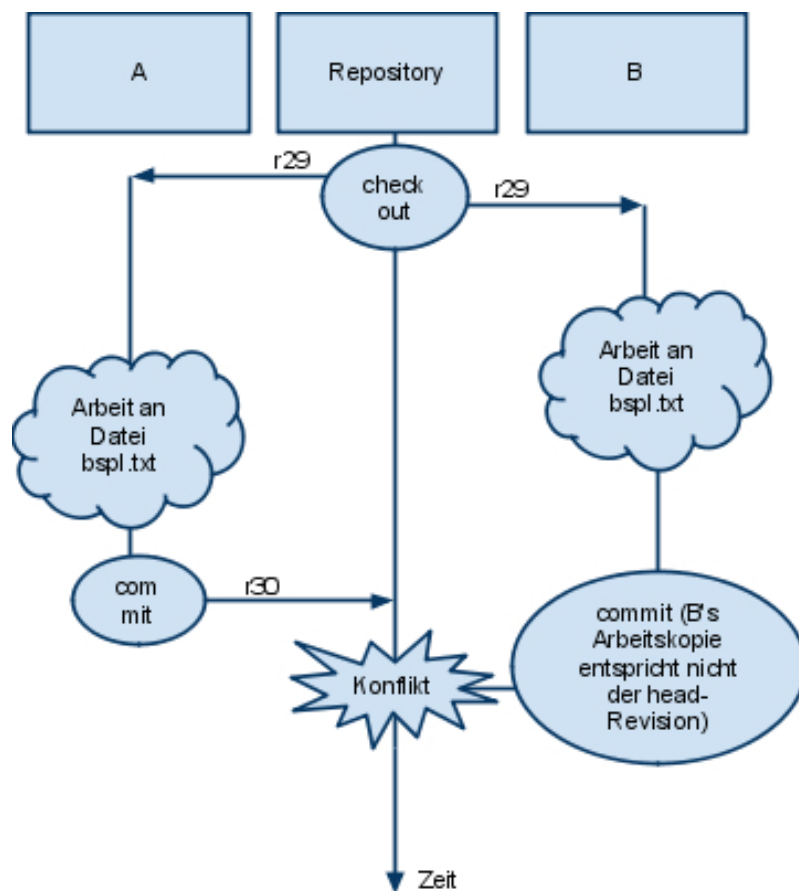 A
Repository
B
r29
check
out
r29
Arbeit an
Datei
bspl.txt
Arbeit an
Datei
bspl.txt
com
mit
r30
commit (B's
Arbeitskopie
entspricht nicht
der head-
Revision)
Konflikt
Zeit